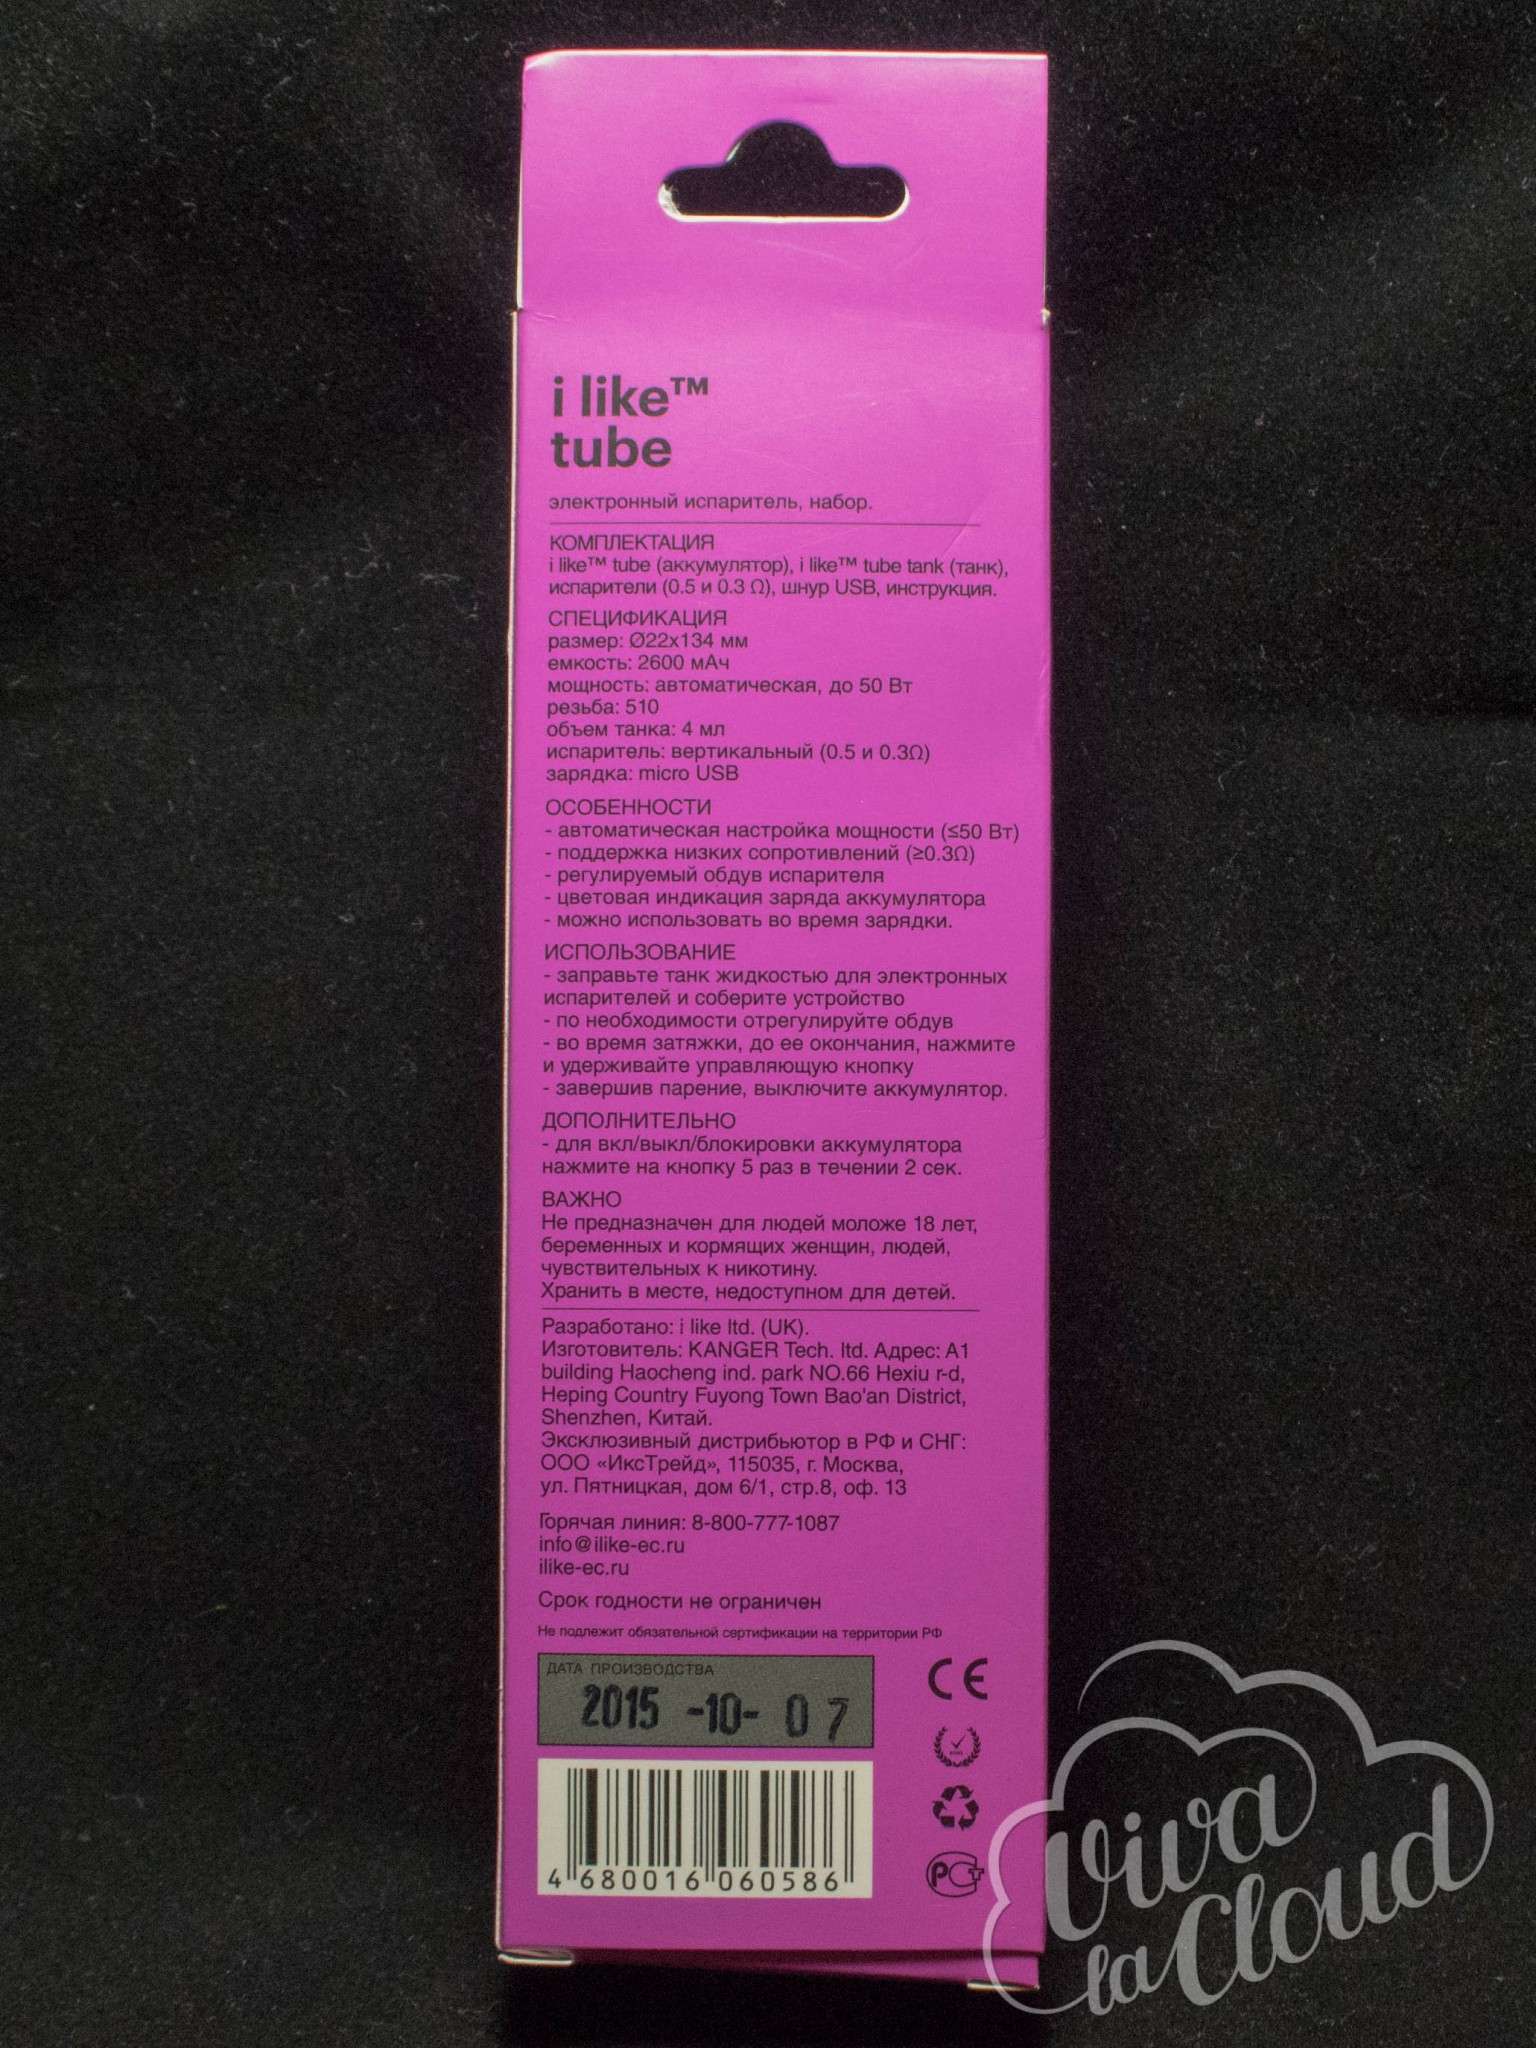 i like™
tube
электронный испаритель, набор.
КОМПЛЕКТАЦИЯ
i like™ tube (аккумулятор), i like™ tube tank (танк),
испарители (0.5 и 0.3 Ω), шнур USB, инструкция.
СПЕЦИФИКАЦИЯ
размер: Ø22x134 мм
емкость: 2600 мАч
мощность: автоматическая, до 50 Вт
резьба: 510
объем танка: 4 мл
испаритель: вертикальный (0.5 и 0.3Ω)
зарядка: micro USB
ОСОБЕННОСТИ
- автоматическая настройка мощности (≤50 Вт)
- поддержка низких сопротивлений (≥0.3Ω)
- регулируемый обдув испарителя
- цветовая индикация заряда аккумулятора
- можно использовать во время зарядки.
ИСПОЛЬЗОВАНИЕ
- заправьте танк жидкостью для электронных
испарителей и соберите устройство
- по необходимости отрегулируйте обдув
- во время затяжки, до ее окончания, нажмите
и удерживайте управляющую кнопку
- завершив парение, выключите аккумулятор.
ДОПОЛНИТЕЛЬНО
- для вкл/выкл/блокировки аккумулятора
нажмите на кнопку 5 раз в течении 2 сек.
ВАЖНО
Не предназначен для людей моложе 18 лет,
беременных и кормящих женщин, людей,
чувствительных к никотину.
Хранить в месте, недоступном для детей.
Разработано: i like ltd. (UK).
Изготовитель: KANGER Tech. ltd. Адрес: A1
building Haocheng ind. park NO.66 Hexiu r-d,
Heping Country Fuyong Town Bao'an District,
Shenzhen, Китай.
Эксклюзивный дистрибьютор в РФ и СНГ:
ООО «ИксТрейд», 115035, г. Москва,
ул. Пятницкая, дом 6/1, стр.8, оф. 13
Горячая линия: 8-800-777-1087
info@ilike-ec.ru
ilike-ec.ru
Срок годности не ограничен
Не подлежит обязательной сертификации на территории РФ
ДАТА ПРОИЗВОДСТВА
2015 -10- 07
CE
4 680016 060586
РСТ
Viva
la Cloud